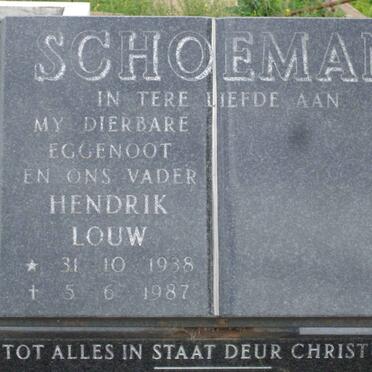 SCHOEMAN
IN TERE LIEFDE AAN
MY DIERBARE
EGGENOOT
EN ONS VADER
HENDRIK
LOUW
★ 31 10 1938
† 5 6 1987
TOT ALLES IN STAAT DEUR CHRIST